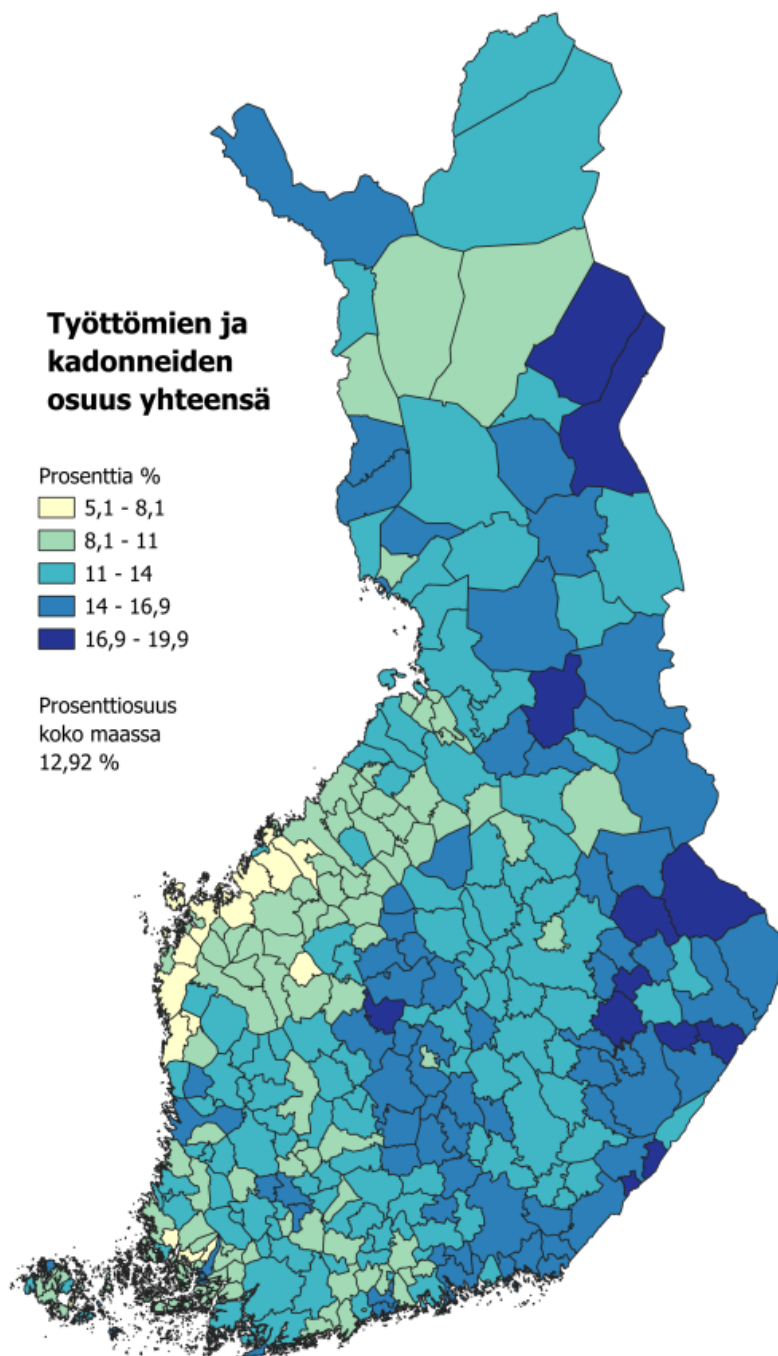 Työttömien ja
kadonneiden
osuus yhteensä
Prosenttia %
5,1 - 8,1
8,1 - 11
11 - 14
14 - 16,9
16,9 - 19,9
Prosenttiosuus
koko maassa
12,92 %